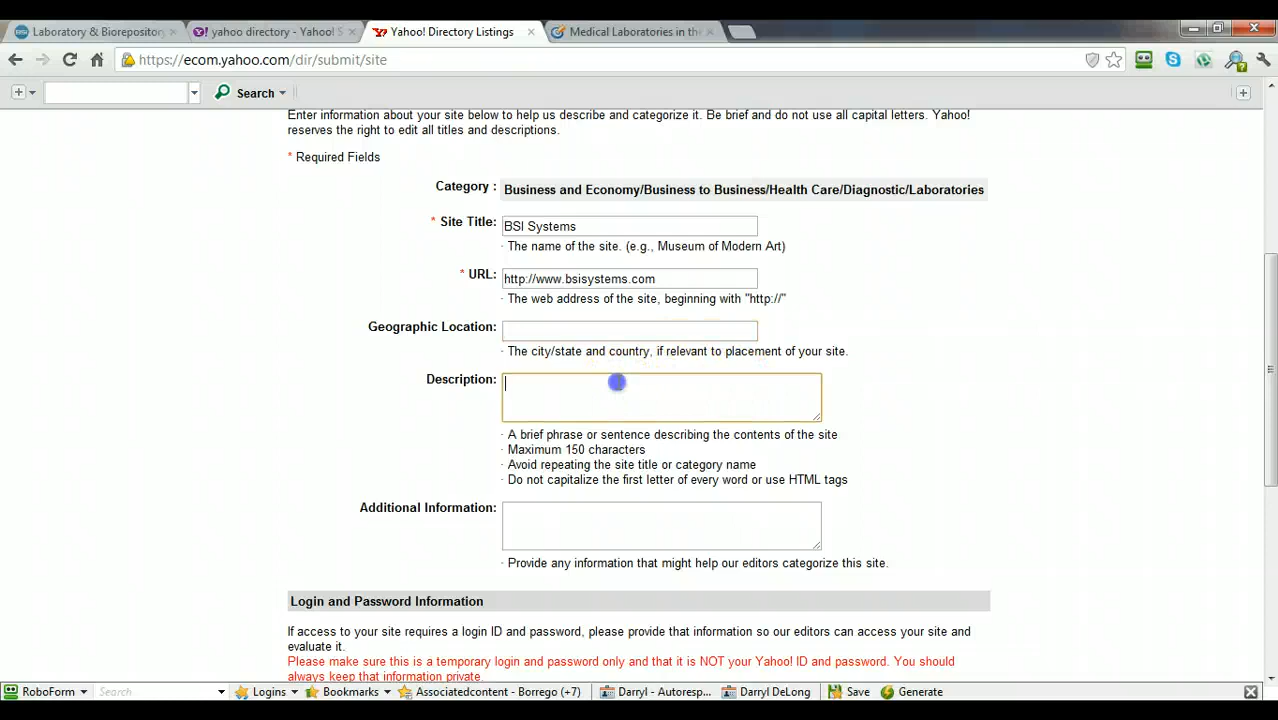 Laboratory & Biorepository
yahoo directory - Yahoo! S
Yahoo! Directory Listings
Medical Laboratories in the
https://ecom.yahoo.com/dir/submit/site
Search
Enter information about your site below to help us describe and categorize it. Be brief and do not use all capital letters. Yahoo!
reserves the right to edit all titles and descriptions.
* Required Fields
Category : Business and Economy/Business to Business/Health Care/Diagnostic/Laboratories
* Site Title: BSI Systems
· The name of the site. (e.g., Museum of Modern Art)
* URL: http://www.bsisystems.com
· The web address of the site, beginning with "http://"
Geographic Location:
· The city/state and country, if relevant to placement of your site.
Description:
· A brief phrase or sentence describing the contents of the site
· Maximum 150 characters
· Avoid repeating the site title or category name
· Do not capitalize the first letter of every word or use HTML tags
Additional Information:
· Provide any information that might help our editors categorize this site.
Login and Password Information
If access to your site requires a login ID and password, please provide that information so our editors can access your site and
evaluate it.
Please make sure this is a temporary login and password only and that it is NOT your Yahoo! ID and password. You should
always keep that information private.
RoboForm Search Logins Bookmarks Associatedcontent - Borrego (+7) Darryl - Autoresp... Darryl DeLong Save Generate